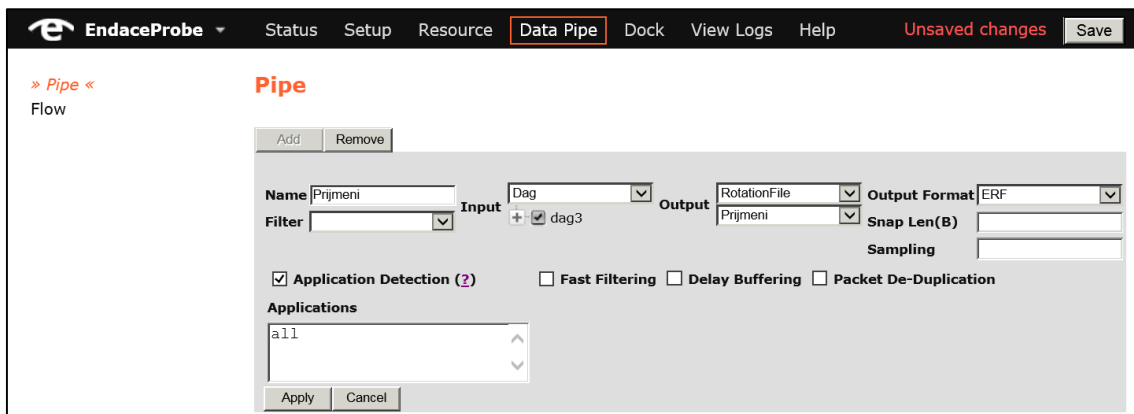 EndaceProbe Status Setup Resource Data Pipe Dock View Logs Help Unsaved changes Save
» Pipe «
Flow
Pipe
Add Remove
Name Prijmeni Input Dag Output RotationFile Output Format ERF
Filter dag3 Prijmeni Snap Len(B)
Sampling
Application Detection (?) Fast Filtering Delay Buffering Packet De-Duplication
Applications
all
Apply Cancel